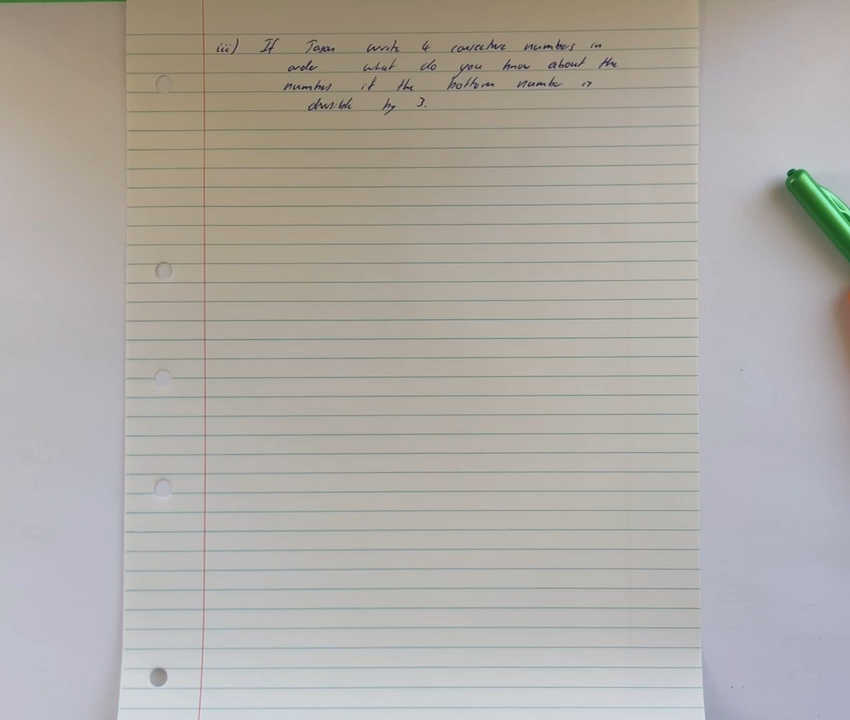 iii) If Jason write 4 consective numbers in
order what do you know about the
numbers if the bottom number is
divisible by 3.